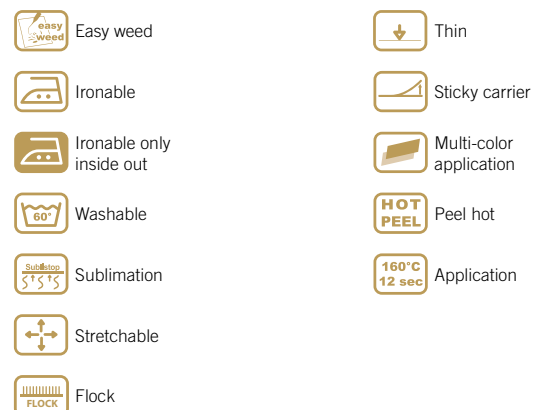 easy
weed
Easy weed
Ironable
Ironable only
inside out
60°
Washable
Sublistop
Sublimation
Stretchable
FLOCK
Flock
Thin
Sticky carrier
Multi-color
application
HOT
PEEL
Peel hot
160°C
12 sec
Application